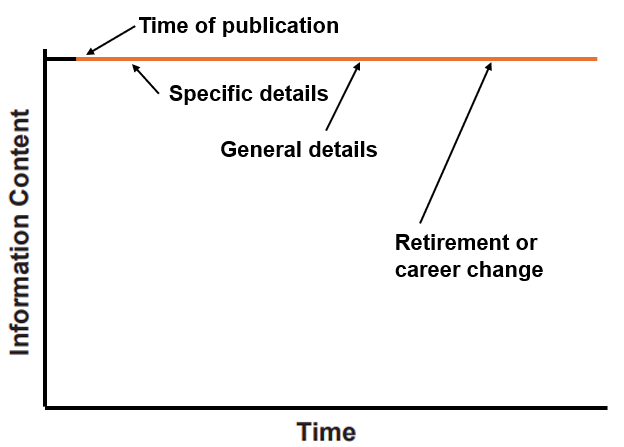 Time of publication
Specific details
General details
Retirement or
career change
Information Content
Time